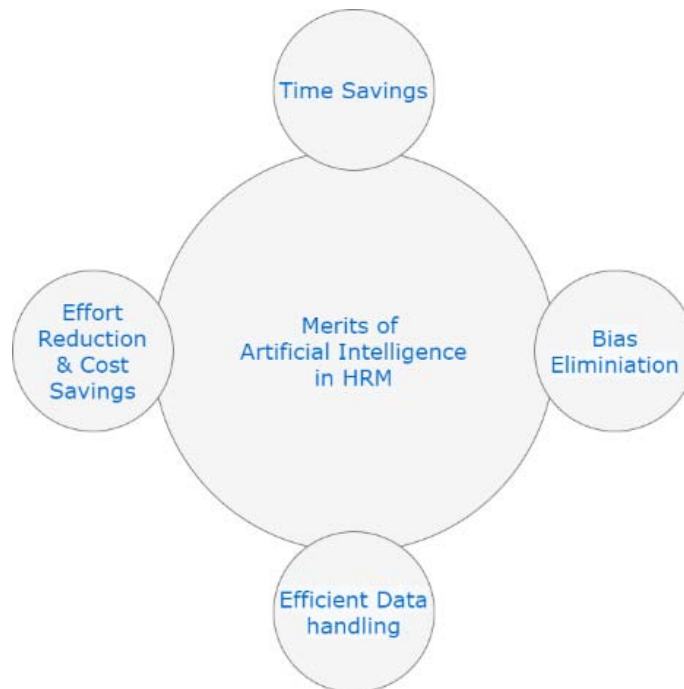 Time Savings
Effort
Reduction
& Cost
Savings
Merits of
Artificial Intelligence
in HRM
Bias
Eliminiation
Efficient Data
handling